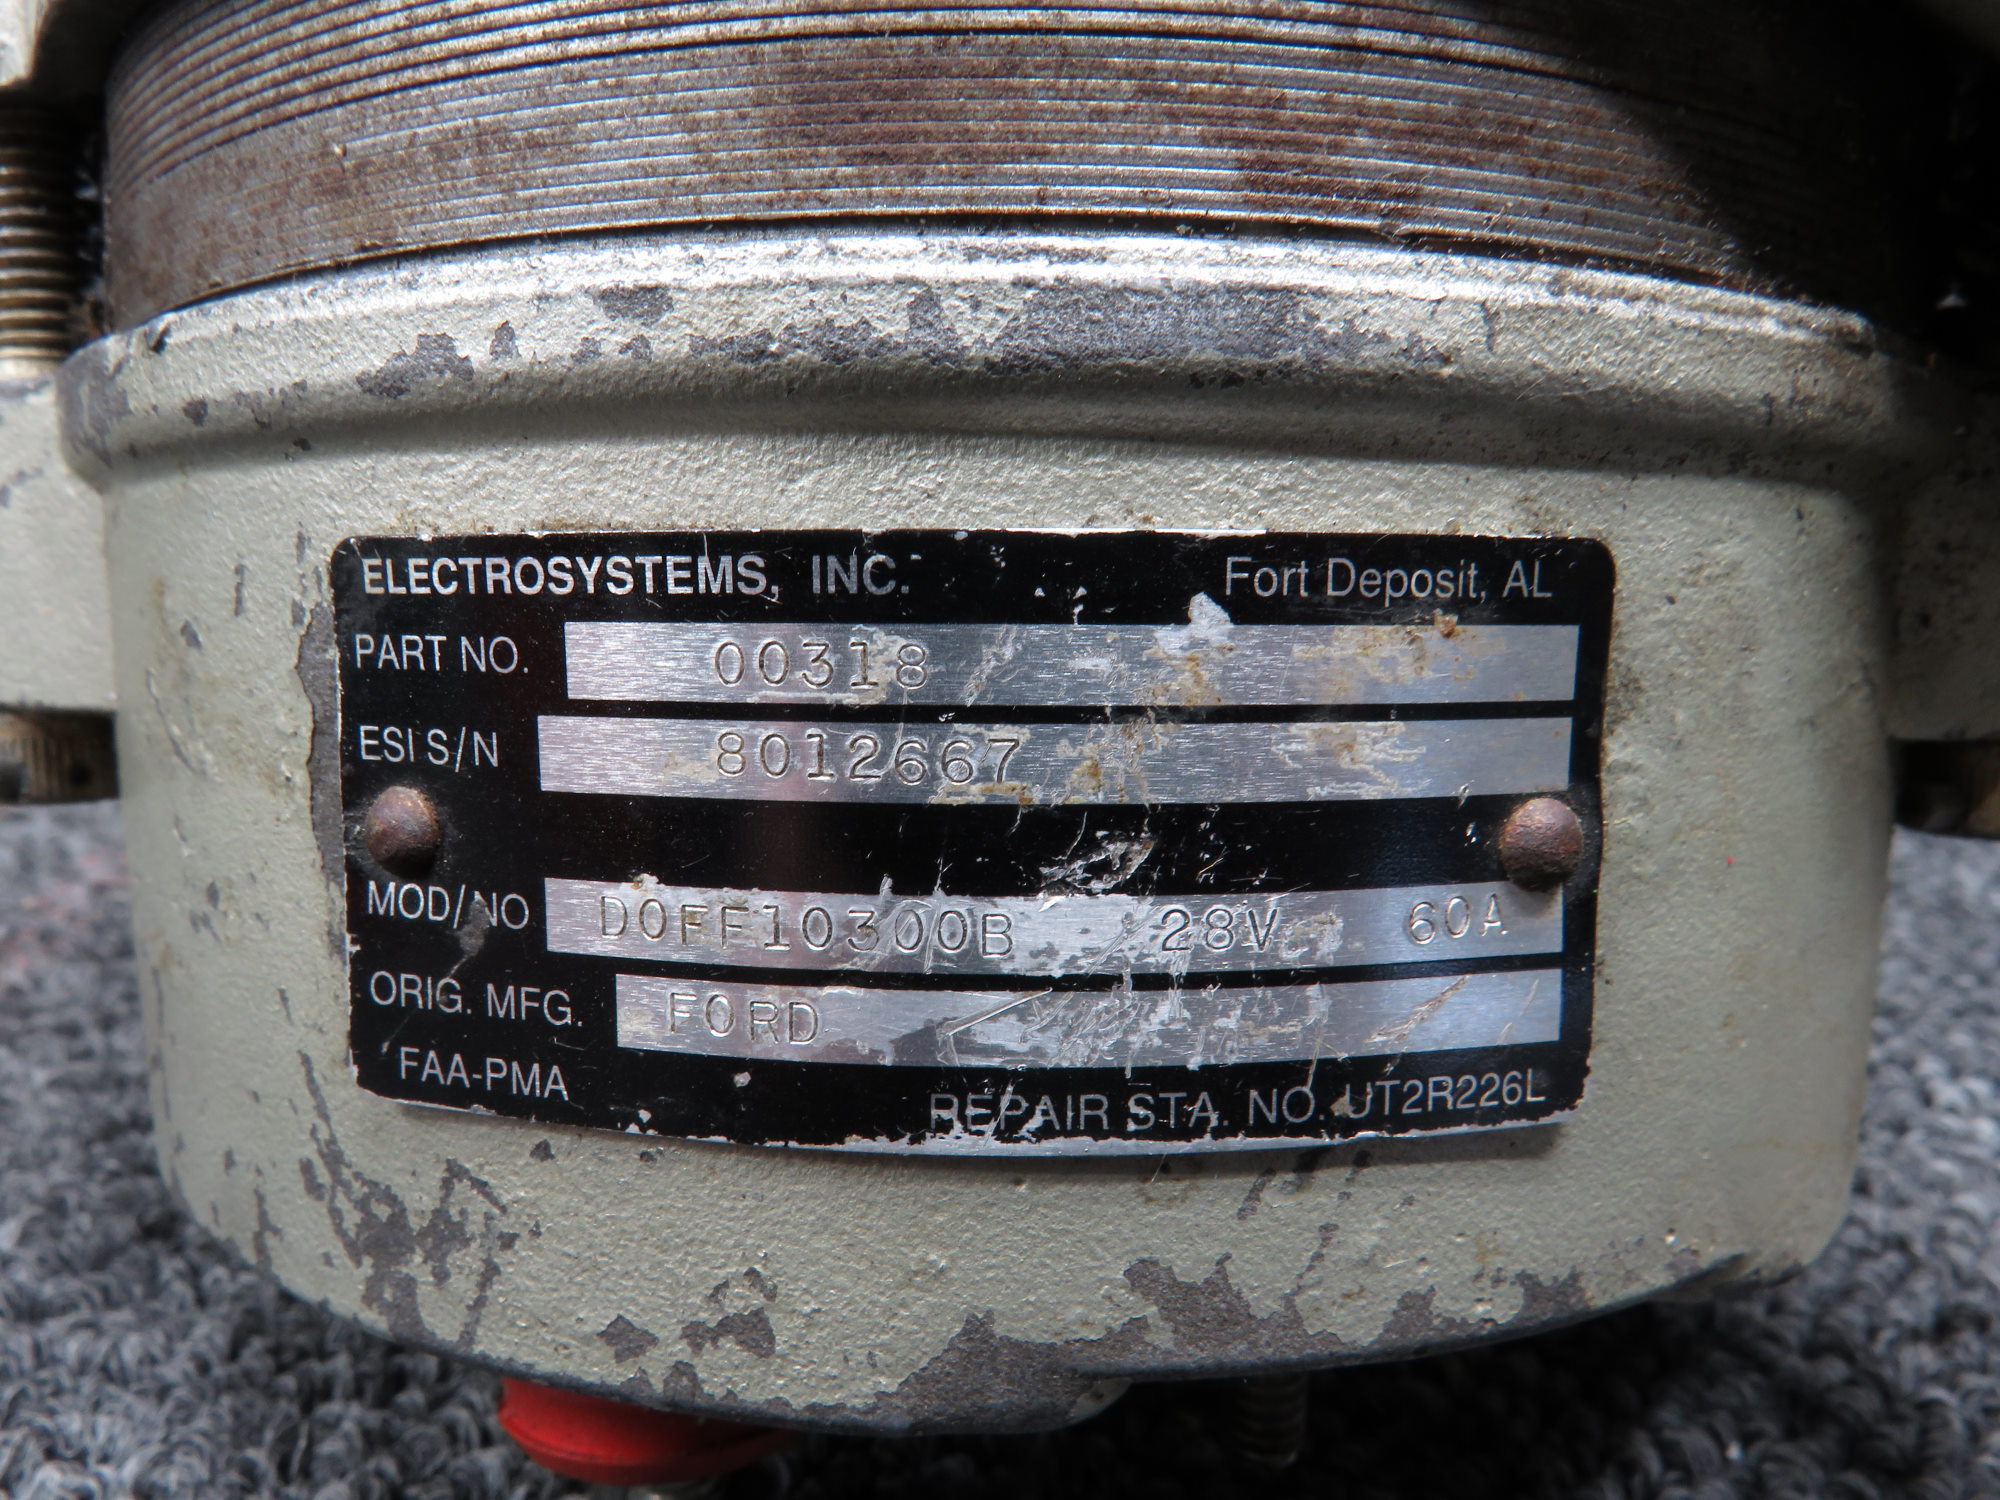 ELECTROSYSTEMS, INC. Fort Deposit, AL
PART NO. 00318
ESI S/N 8012667
MOD/NO DOFF10300B 28V 60A
ORIG. MFG. FORD
FAA-PMA REPAIR STA. NO. UT2R226L